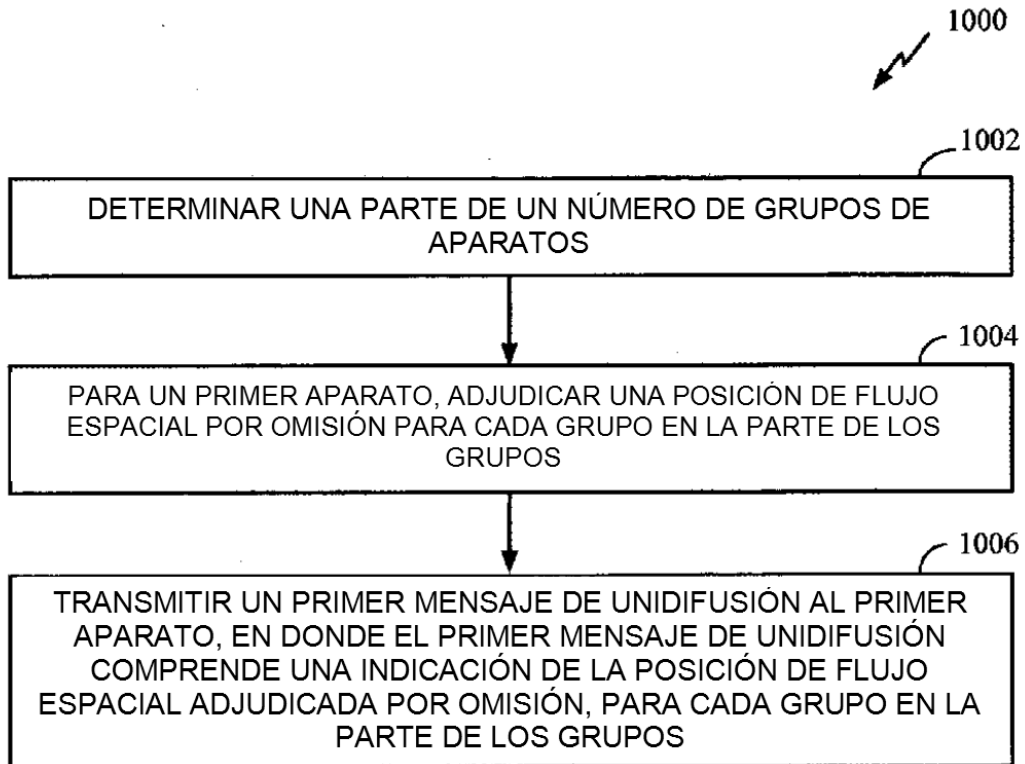 1000
1002
DETERMINAR UNA PARTE DE UN NÚMERO DE GRUPOS DE
APARATOS
1004
PARA UN PRIMER APARATO, ADJUDICAR UNA POSICIÓN DE FLUJO
ESPACIAL POR OMISIÓN PARA CADA GRUPO EN LA PARTE DE LOS
GRUPOS
1006
TRANSMITIR UN PRIMER MENSAJE DE UNIDIFUSIÓN AL PRIMER
APARATO, EN DONDE EL PRIMER MENSAJE DE UNIDIFUSIÓN
COMPRENDE UNA INDICACIÓN DE LA POSICIÓN DE FLUJO
ESPACIAL ADJUDICADA POR OMISIÓN, PARA CADA GRUPO EN LA
PARTE DE LOS GRUPOS